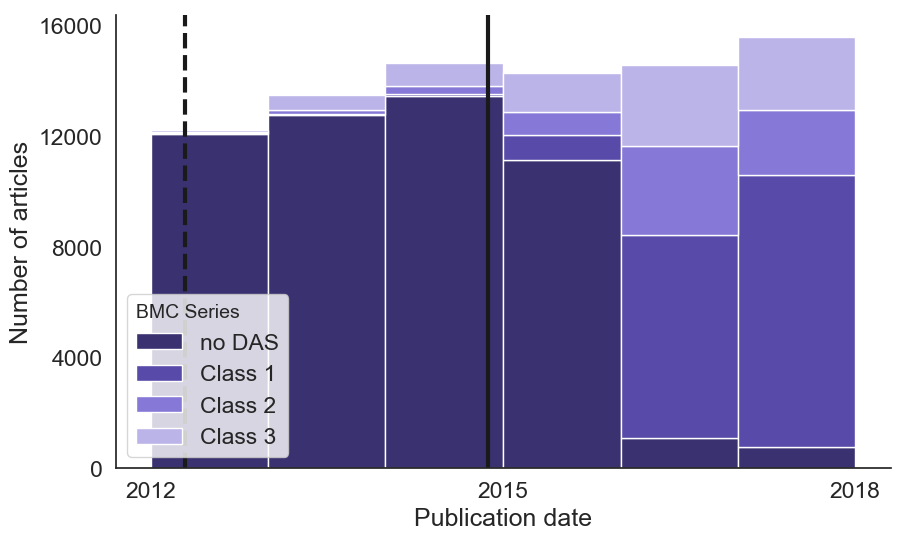 16000
12000
8000
4000
0
Number of articles
BMC Series
no DAS
Class 1
Class 2
Class 3
2012
2015
2018
Publication date